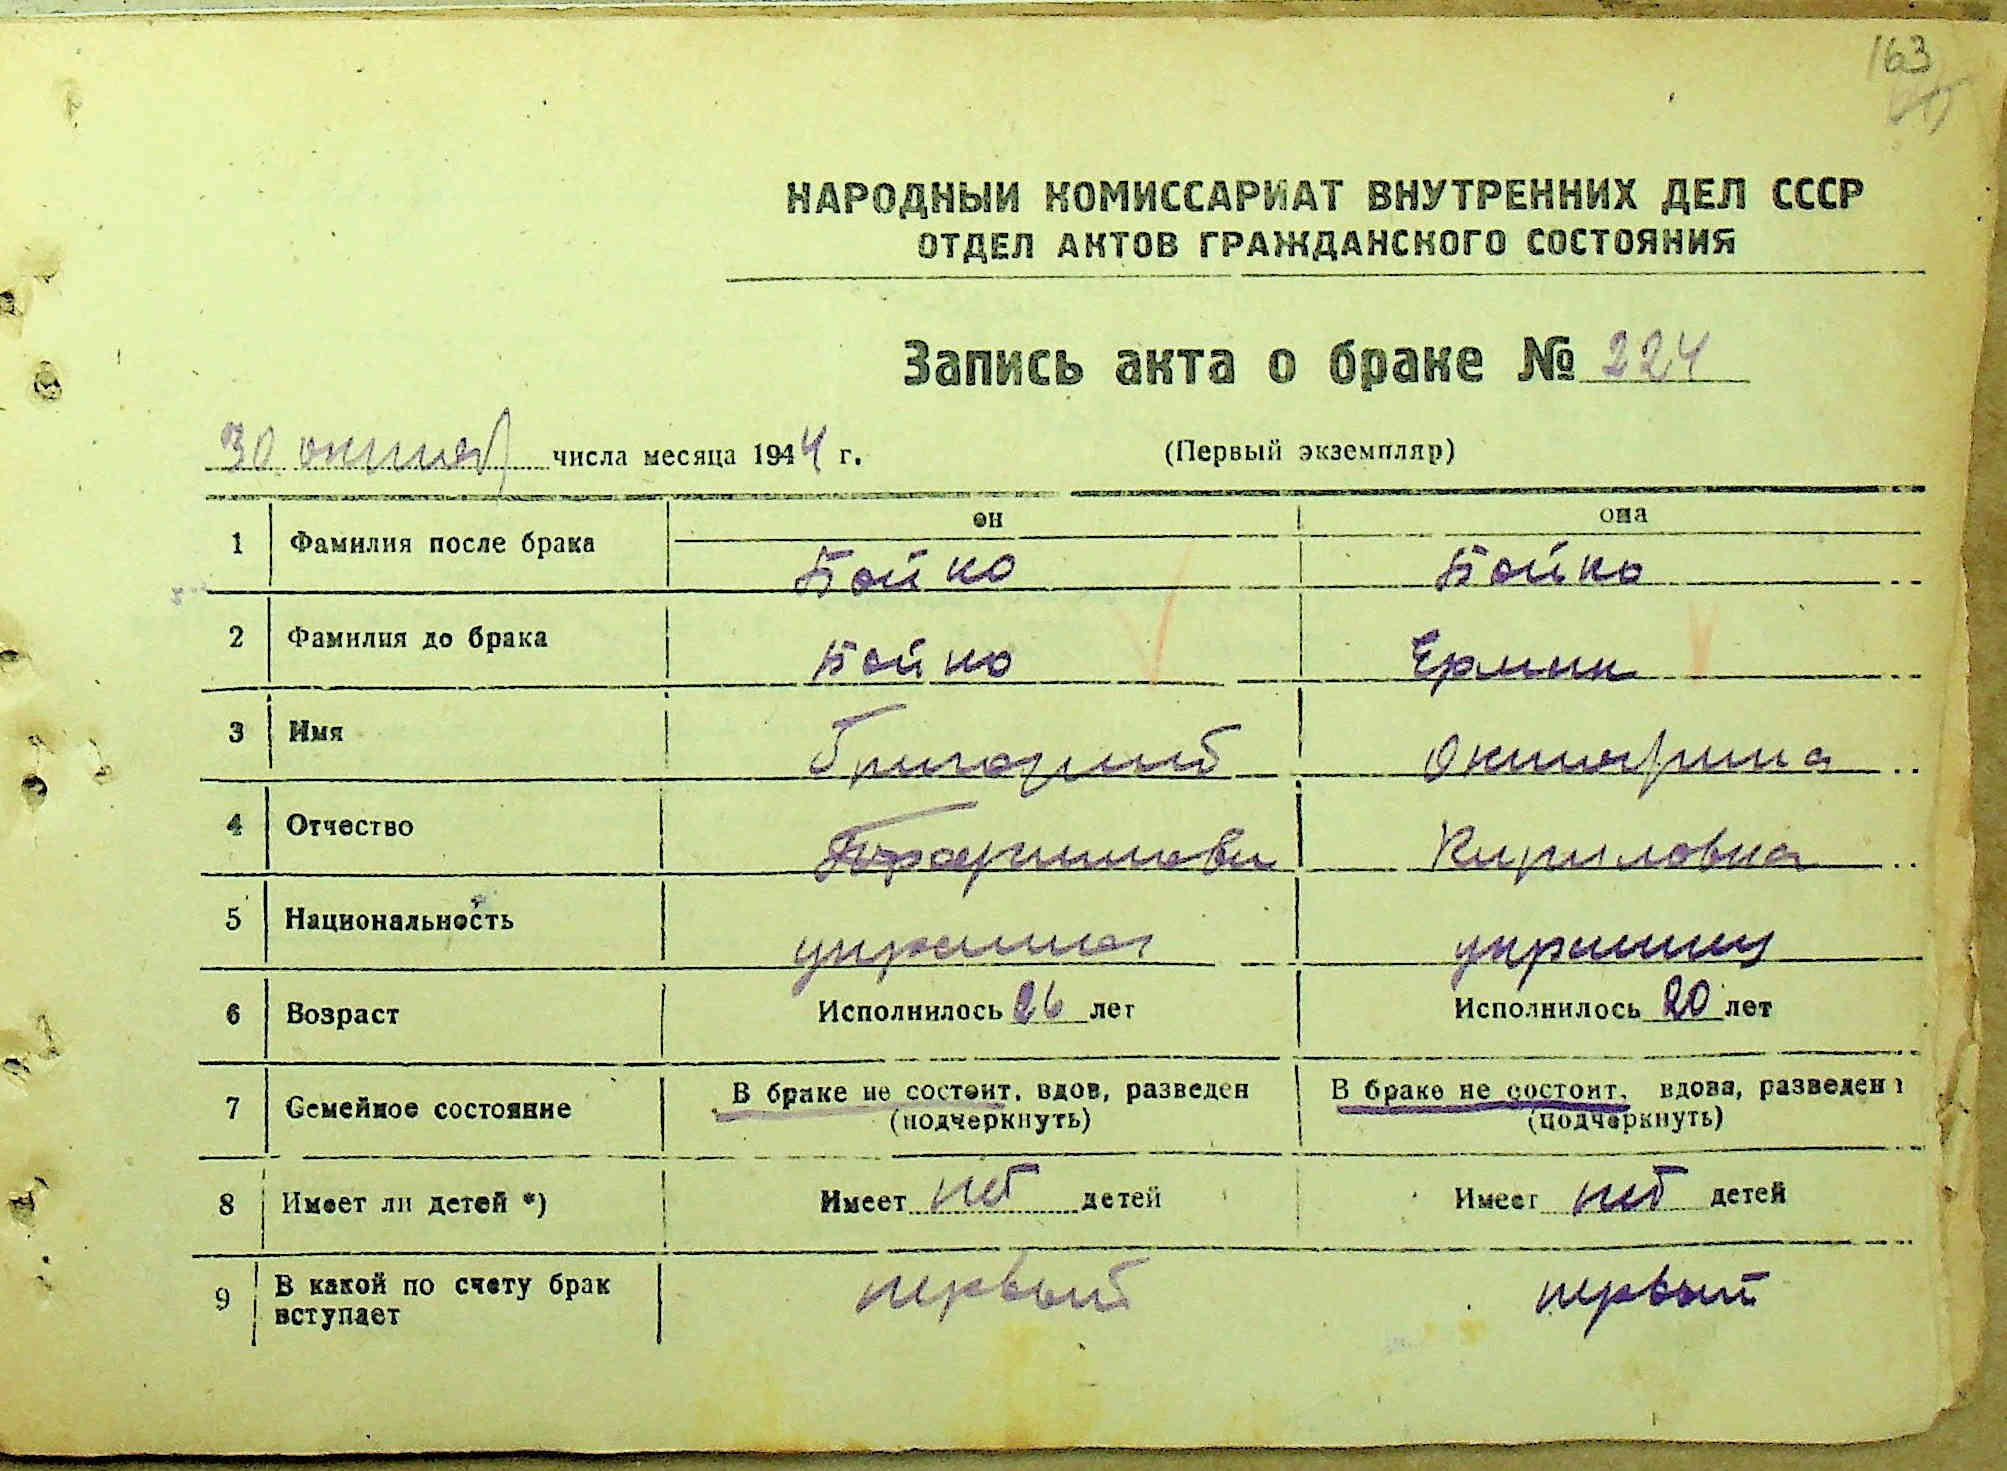 163
НАРОДНЫЙ КОМИССАРИАТ ВНУТРЕННИХ ДЕЛ СССР
ОТДЕЛ АКТОВ ГРАЖДАНСКОГО СОСТОЯНИЯ
Запись акта о браке № 224
30 октяб числа месяца 1944 г. (Первый экземпляр)
он она
1 Фамилия после брака Бойко Бойко
2 Фамилия до брака Бойко Ермак
3 Имя Григорий Октябрина
4 Отчество Кириловна
5 Национальность украинец украинка
6 Возраст Исполнилось 26 лет Исполнилось 20 лет
7 Семейное состояние В браке не состоит, вдов, разведен В браке не состоит, вдова, разведена
(подчеркнуть) (подчеркнуть)
8 Имеет ли детей *) Имеет нет детей Имеет нет детей
9 В какой по счету брак первый первый
вступает